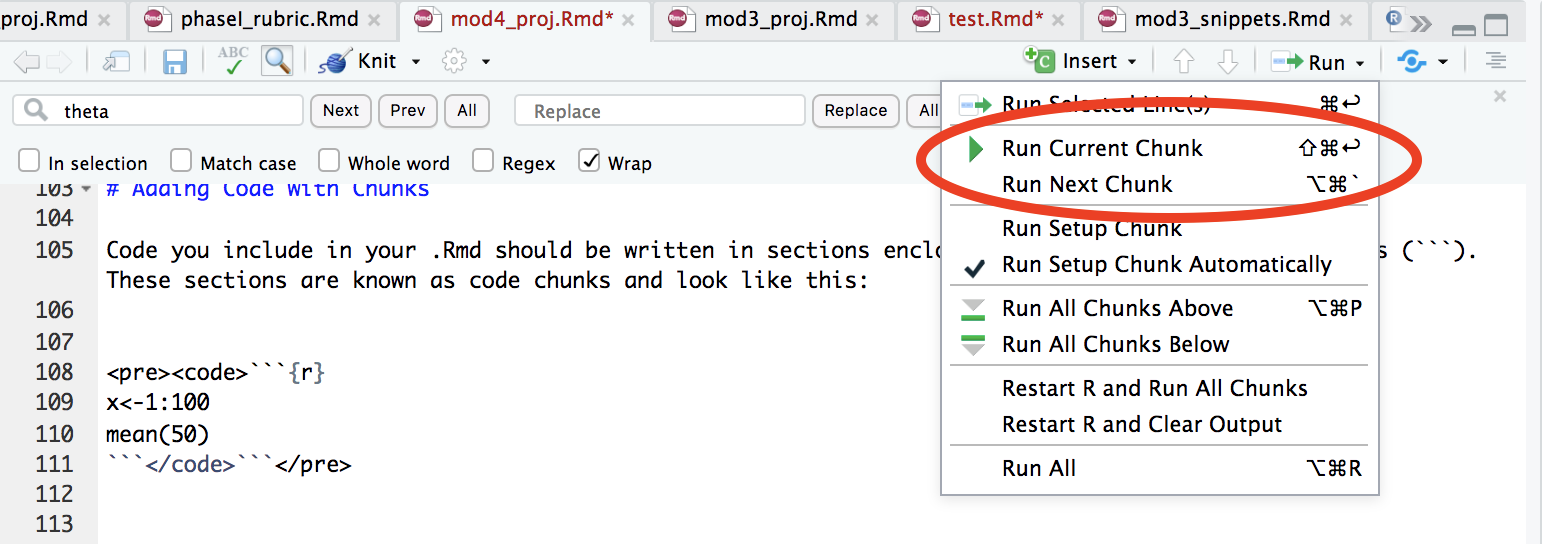 proj.Rmd phaseI_rubric.Rmd mod4_proj.Rmd* mod3_proj.Rmd test.Rmd* mod3_snippets.Rmd
ABC Knit Insert Run
theta Next Prev All Replace Replace All
In selection Match case Whole word Regex Wrap
Run Selected Line(s) ⌘↩
Run Current Chunk ⇧⌘↩
Run Next Chunk ⌥⌘`
Run Setup Chunk
Run Setup Chunk Automatically
Run All Chunks Above ⌥⌘P
Run All Chunks Below
Restart R and Run All Chunks
Restart R and Clear Output
Run All ⌥⌘R
103 # Adding Code With Chunks
104
105 Code you include in your .Rmd should be written in sections enclo s (```).
These sections are known as code chunks and look like this:
106
107
108 <pre><code>```{r}
109 x<-1:100
110 mean(50)
111 ```</code>```</pre>
112
113